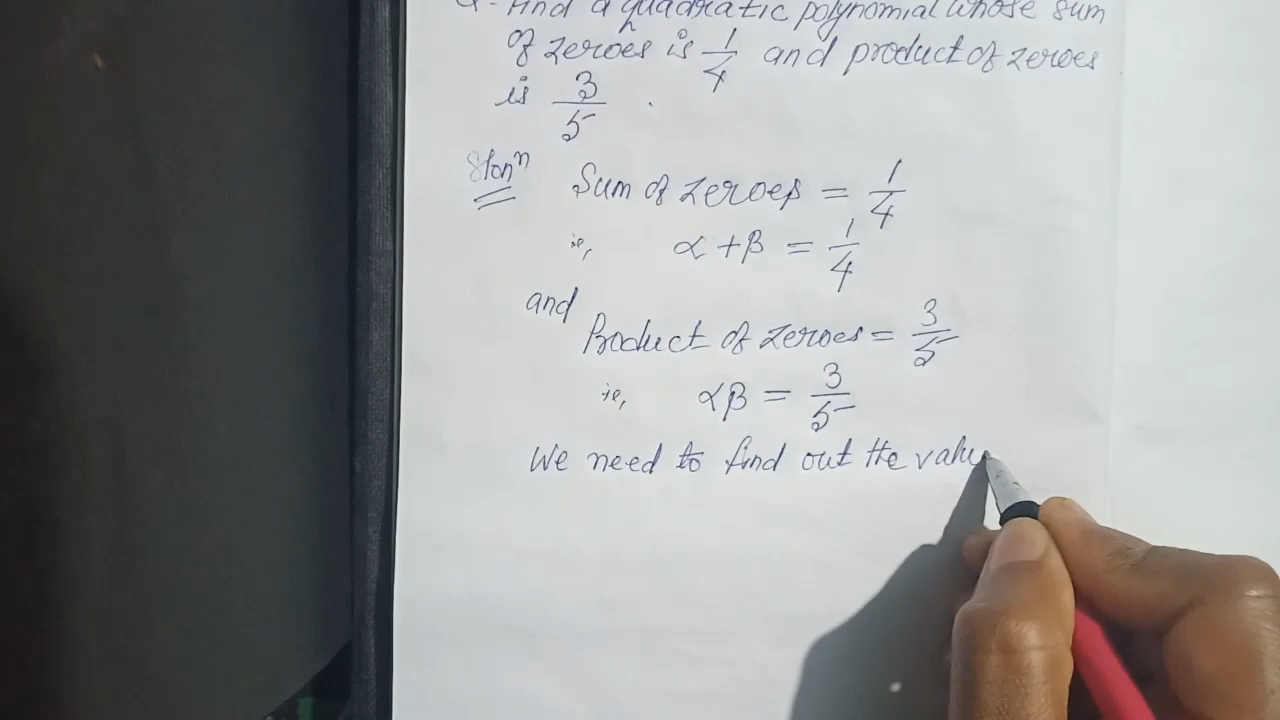 Q- Find a quadratic polynomial whose sum
of zeroes is 1/4 and product of zeroes
is 3/5 .
Slonⁿ Sum of zeroes = 1/4
ie, α + β = 1/4
and
Product of zeroes = 3/5
ie, αβ = 3/5
We need to find out the value